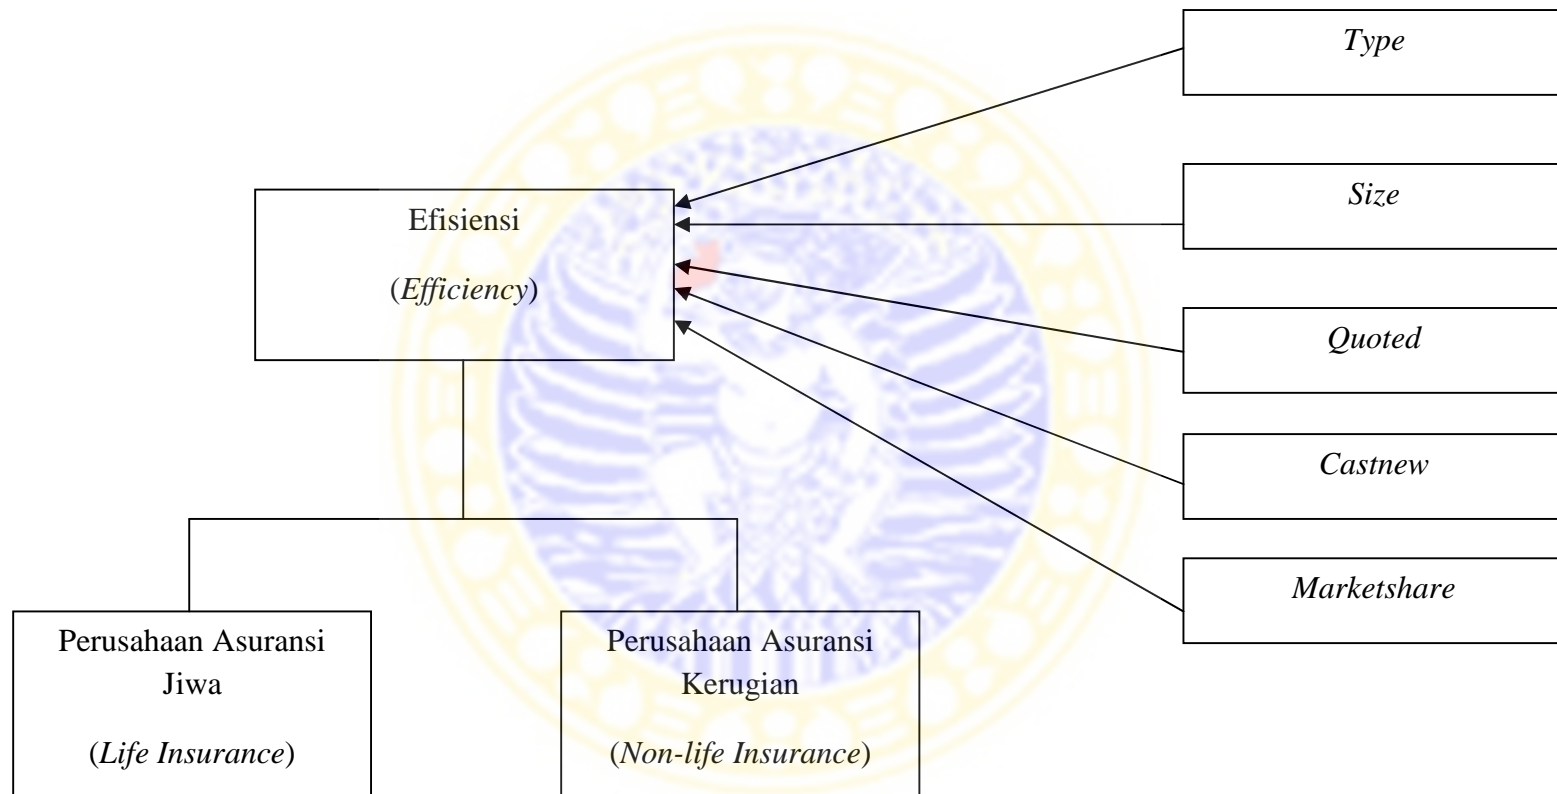 Type
Size
Efisiensi
(Efficiency)
Quoted
Castnew
Marketshare
Perusahaan Asuransi
Jiwa
(Life Insurance)
Perusahaan Asuransi
Kerugian
(Non-life Insurance)